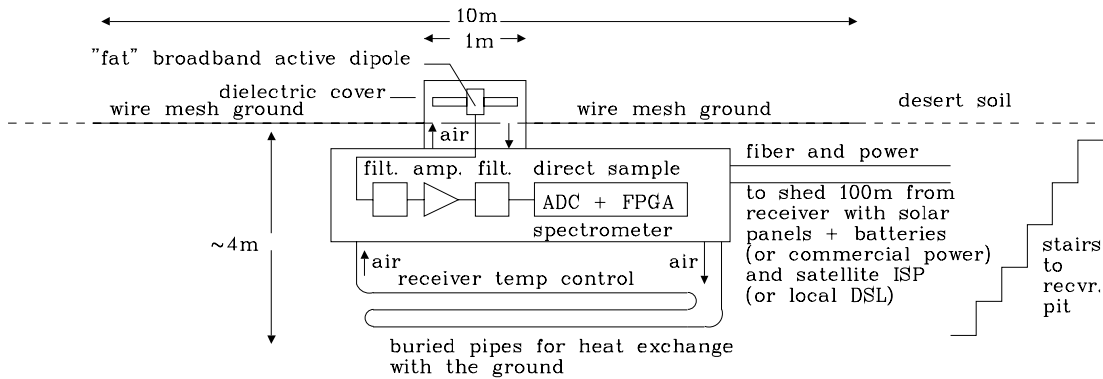 10m
1m
"fat" broadband active dipole
dielectric cover
wire mesh ground
wire mesh ground
desert soil
air
filt. amp. filt. direct sample
ADC + FPGA
spectrometer
fiber and power
to shed 100m from
receiver with solar
panels + batteries
(or commercial power)
and satellite ISP
(or local DSL)
stairs
to
recvr.
pit
~4m
air
air
receiver temp control
buried pipes for heat exchange
with the ground